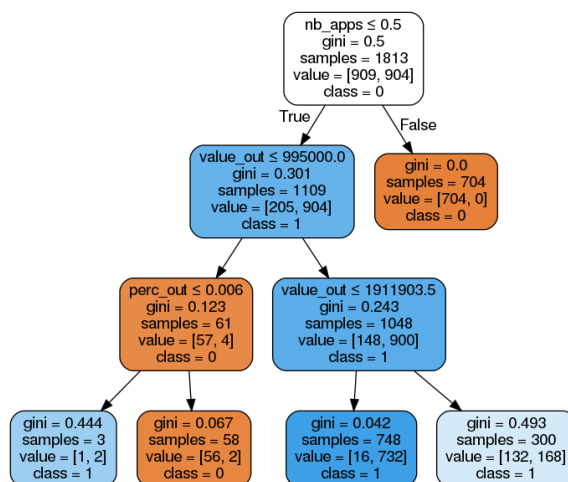 nb_apps ≤ 0.5
gini = 0.5
samples = 1813
value = [909, 904]
class = 0
True
False
value_out ≤ 995000.0
gini = 0.301
samples = 1109
value = [205, 904]
class = 1
gini = 0.0
samples = 704
value = [704, 0]
class = 0
perc_out ≤ 0.006
gini = 0.123
samples = 61
value = [57, 4]
class = 0
value_out ≤ 1911903.5
gini = 0.243
samples = 1048
value = [148, 900]
class = 1
gini = 0.444
samples = 3
value = [1, 2]
class = 1
gini = 0.067
samples = 58
value = [56, 2]
class = 0
gini = 0.042
samples = 748
value = [16, 732]
class = 1
gini = 0.493
samples = 300
value = [132, 168]
class = 1